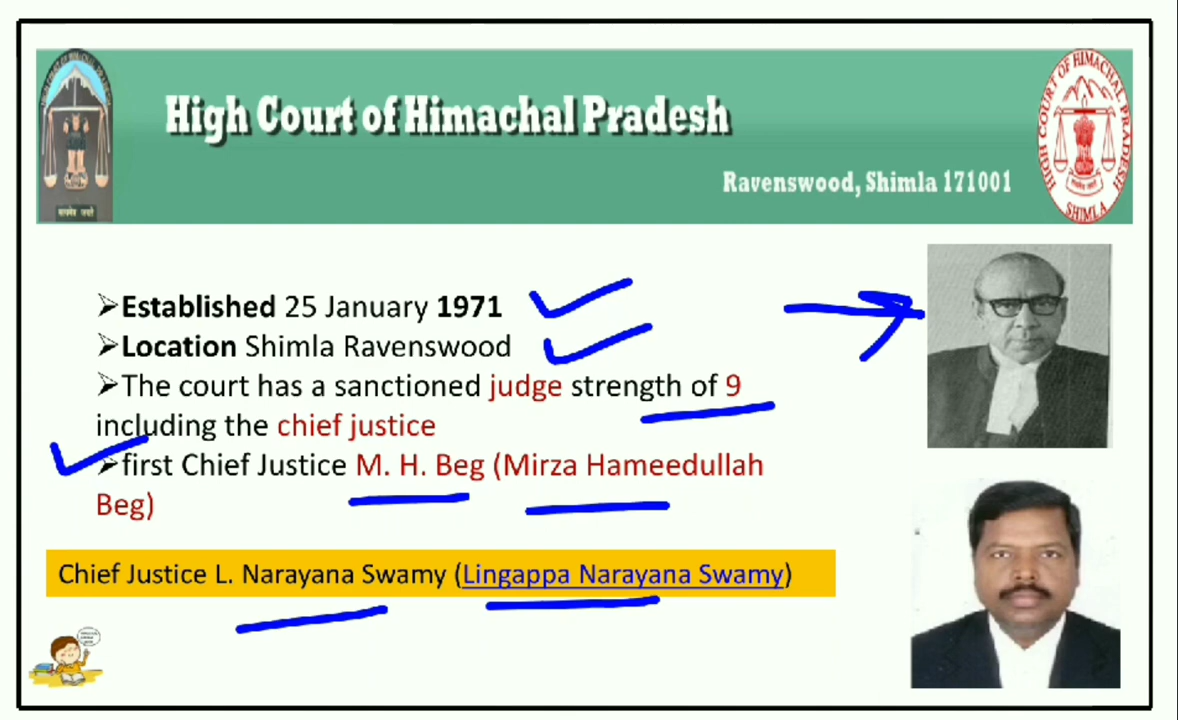 High Court of Himachal Pradesh
Ravenswood, Shimla 171001
HIGH COURT OF HIMACHAL PRADESH
SHIMLA
➢Established 25 January 1971
➢Location Shimla Ravenswood
➢The court has a sanctioned judge strength of 9
including the chief justice
➢first Chief Justice M. H. Beg (Mirza Hameedullah
Beg)
Chief Justice L. Narayana Swamy (Lingappa Narayana Swamy)